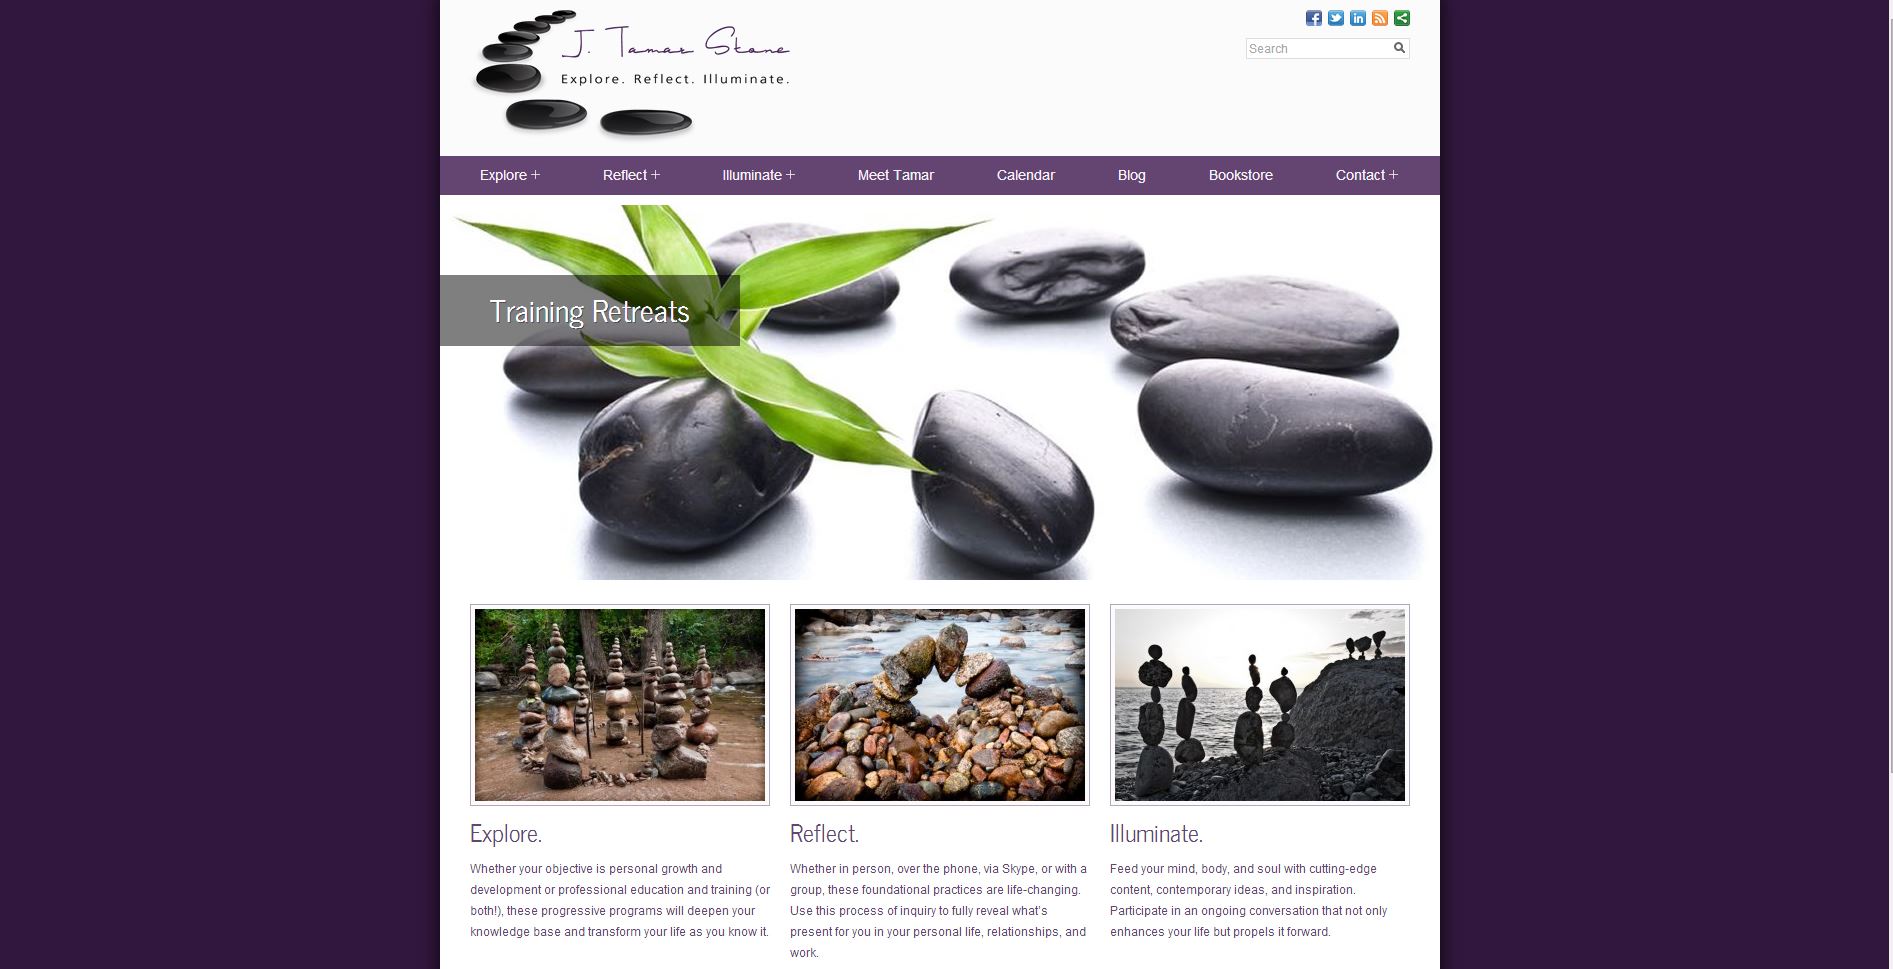 J. Tamar Stone
Explore. Reflect. Illuminate.
Search
Explore + Reflect + Illuminate + Meet Tamar Calendar Blog Bookstore Contact +
Training Retreats
Explore.
Whether your objective is personal growth and
development or professional education and training (or
both!), these progressive programs will deepen your
knowledge base and transform your life as you know it.
Reflect.
Whether in person, over the phone, via Skype, or with a
group, these foundational practices are life-changing.
Use this process of inquiry to fully reveal what's
present for you in your personal life, relationships, and
work.
Illuminate.
Feed your mind, body, and soul with cutting-edge
content, contemporary ideas, and inspiration.
Participate in an ongoing conversation that not only
enhances your life but propels it forward.